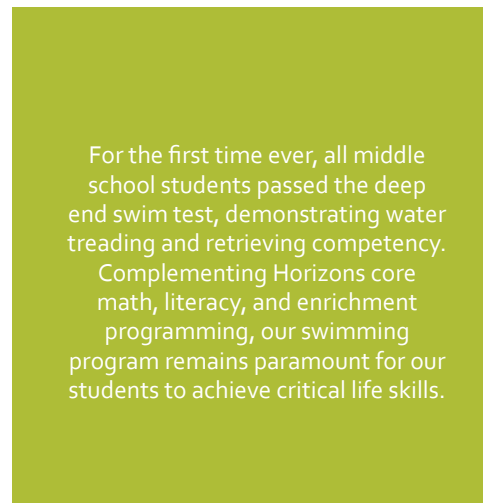 For the first time ever, all middle
school students passed the deep
end swim test, demonstrating water
treading and retrieving competency.
Complementing Horizons core
math, literacy, and enrichment
programming, our swimming
program remains paramount for our
students to achieve critical life skills.